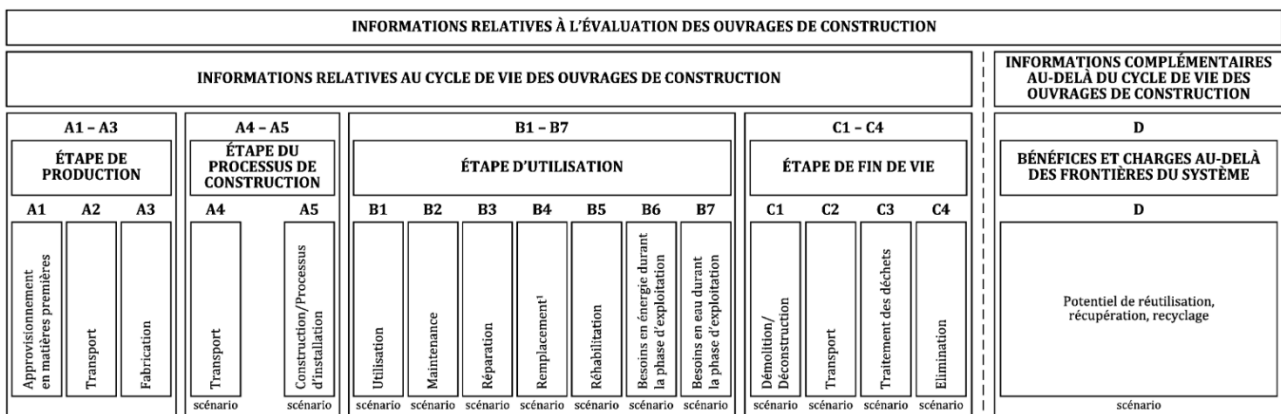 INFORMATIONS RELATIVES À L'ÉVALUATION DES OUVRAGES DE CONSTRUCTION
INFORMATIONS RELATIVES AU CYCLE DE VIE DES OUVRAGES DE CONSTRUCTION
INFORMATIONS COMPLÉMENTAIRES
AU-DELÀ DU CYCLE DE VIE DES
OUVRAGES DE CONSTRUCTION
A1 – A3
ÉTAPE DE
PRODUCTION
A1
A2
A3
Approvisionnement
en matières premières
Transport
Fabrication
A4 – A5
ÉTAPE DU
PROCESSUS DE
CONSTRUCTION
A4
A5
Transport
Construction/Processus
d'installation
scénario
scénario
B1 – B7
ÉTAPE D'UTILISATION
B1
B2
B3
B4
B5
B6
B7
Utilisation
Maintenance
Réparation
Remplacement¹
Réhabilitation
Besoins en énergie durant
la phase d'exploitation
Besoins en eau durant
la phase d'exploitation
scénario
scénario
scénario
scénario
scénario
scénario
scénario
C1 – C4
ÉTAPE DE FIN DE VIE
C1
C2
C3
C4
Démolition/
Déconstruction
Transport
Traitement des déchets
Elimination
scénario
scénario
scénario
scénario
D
BÉNÉFICES ET CHARGES AU-DELÀ
DES FRONTIÈRES DU SYSTÈME
D
Potentiel de réutilisation,
récupération, recyclage
scénario